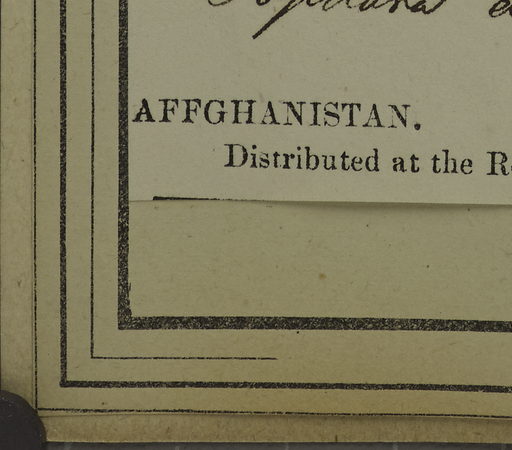 AFFGHANISTAN.
Distributed at the R